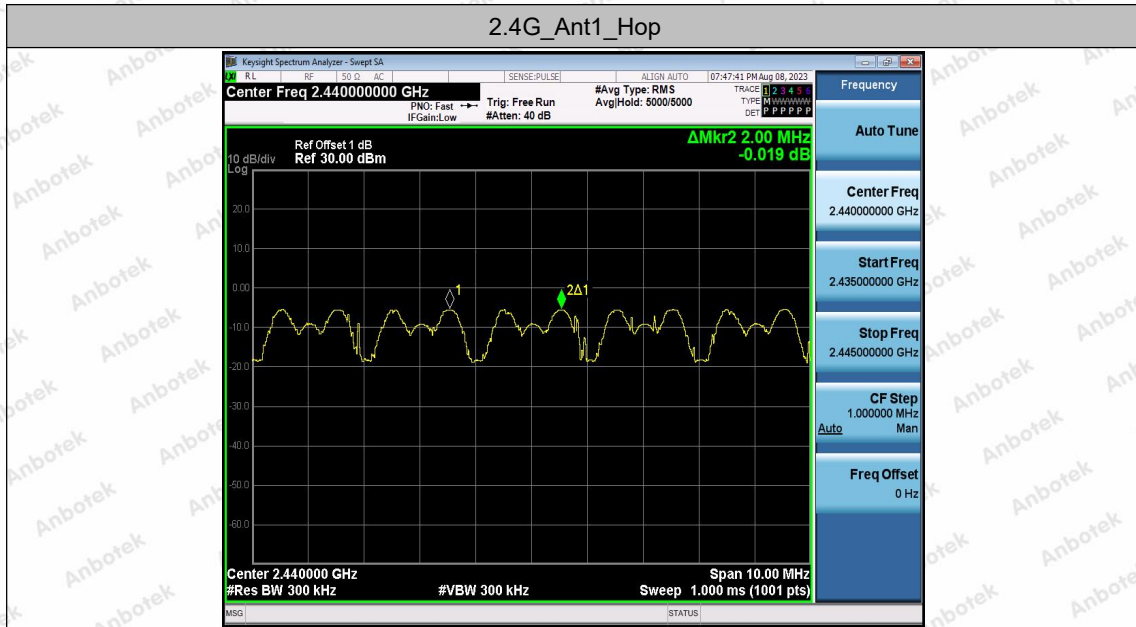 2.4G_Ant1_Hop
Keysight Spectrum Analyzer - Swept SA
LXI RL RF 50 Ω AC SENSE:PULSE ALIGN AUTO 07:47:41 PM Aug 08, 2023
Center Freq 2.440000000 GHz
PNO: Fast
IFGain:Low
Trig: Free Run
#Atten: 40 dB
#Avg Type: RMS
Avg|Hold: 5000/5000
TRACE 1 2 3 4 5 6
TYPE M W W W W W
DET P P P P P P
Ref Offset 1 dB
10 dB/div Ref 30.00 dBm
Log
ΔMkr2 2.00 MHz
-0.019 dB
20.0
10.0
0.00
-10.0
-20.0
-30.0
-40.0
-50.0
-60.0
1
2Δ1
Center 2.440000 GHz Span 10.00 MHz
#Res BW 300 kHz #VBW 300 kHz Sweep 1.000 ms (1001 pts)
MSG STATUS
Frequency
Auto Tune
Center Freq
2.440000000 GHz
Start Freq
2.435000000 GHz
Stop Freq
2.445000000 GHz
CF Step
1.000000 MHz
Auto Man
Freq Offset
0 Hz
Anbotek